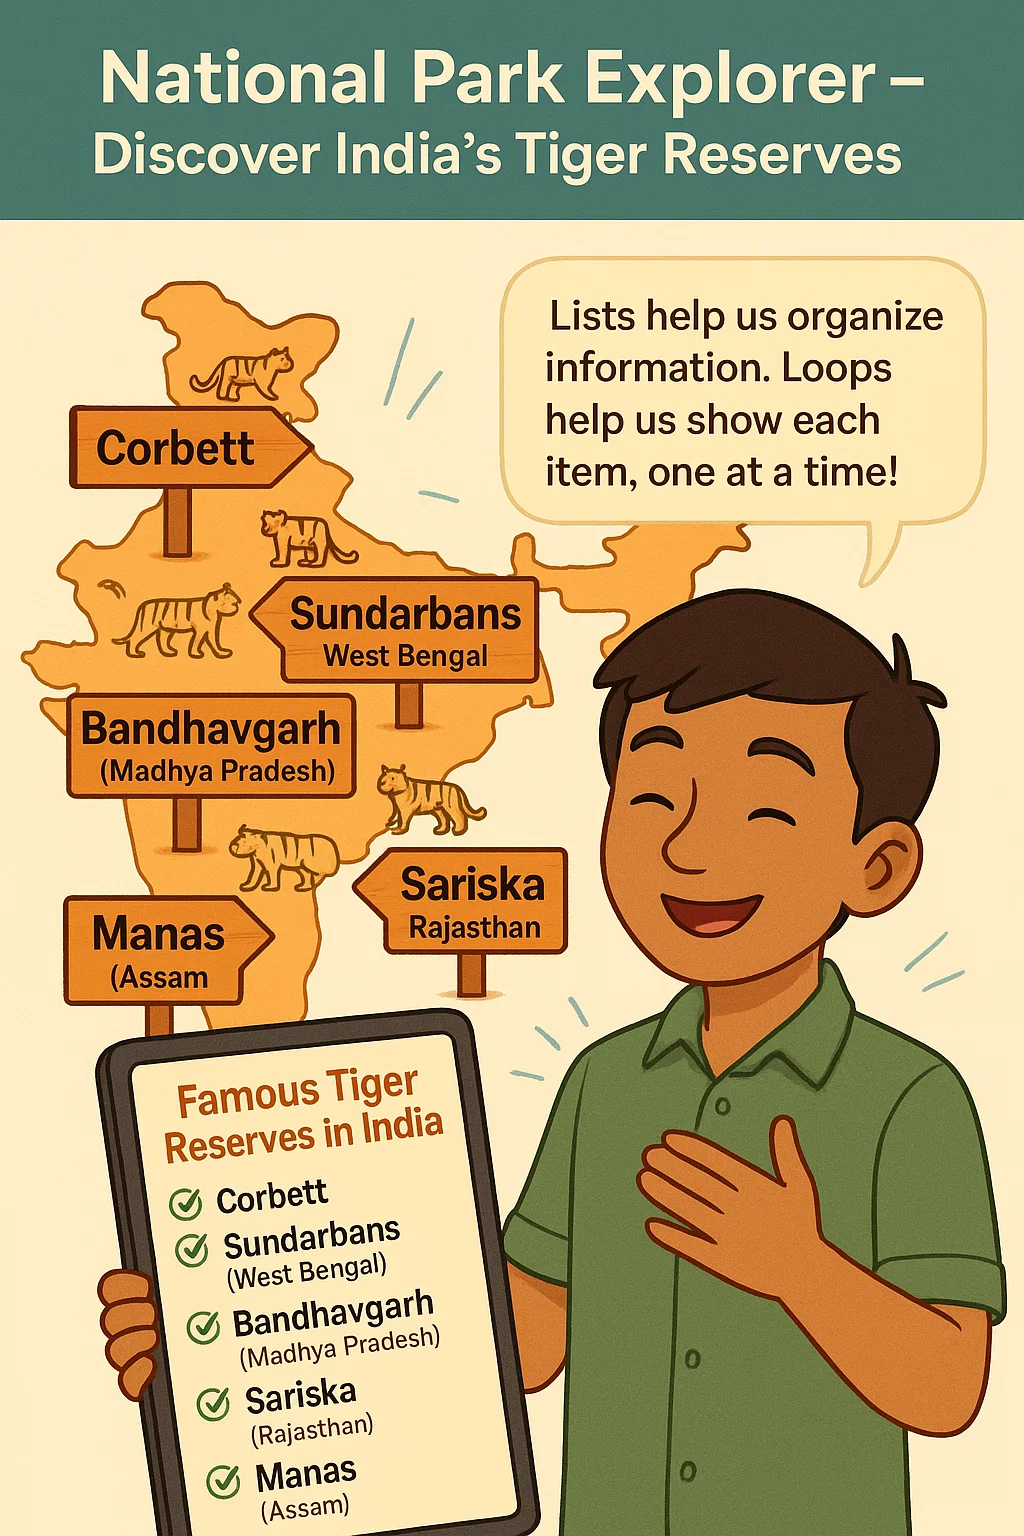 National Park Explorer –
Discover India's Tiger Reserves
Lists help us organize
information. Loops
help us show each
item, one at a time!
Corbett
Sundarbans
West Bengal
Bandhavgarh
(Madhya Pradesh)
Sariska
Rajasthan
Manas
(Assam
Famous Tiger
Reserves in India
Corbett
Sundarbans
(West Bengal)
Bandhavgarh
(Madhya Pradesh)
Sariska
(Rajasthan)
Manas
(Assam)